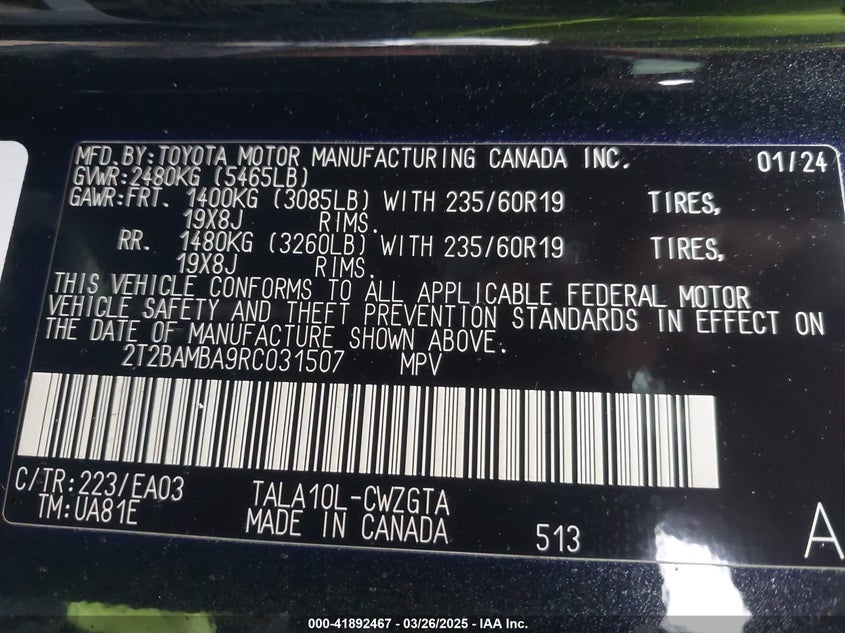 MFD.BY:TOYOTA MOTOR MANUFACTURING CANADA INC. 01/24
GVWR:2480KG (5465LB)
GAWR:FRT. 1400KG (3085LB) WITH 235/60R19 TIRES,
19X8J RIMS.
RR. 1480KG (3260LB) WITH 235/60R19 TIRES,
19X8J RIMS.
THIS VEHICLE CONFORMS TO ALL APPLICABLE FEDERAL MOTOR
VEHICLE SAFETY AND THEFT PREVENTION STANDARDS IN EFFECT ON
THE DATE OF MANUFACTURE SHOWN ABOVE.
2T2BAMBA9RC031507 MPV
C/TR:223/EA03 TALA10L-CWZGTA
TM:UA81E MADE IN CANADA 513 A
000-41892467 - 03/26/2025 - IAA Inc.